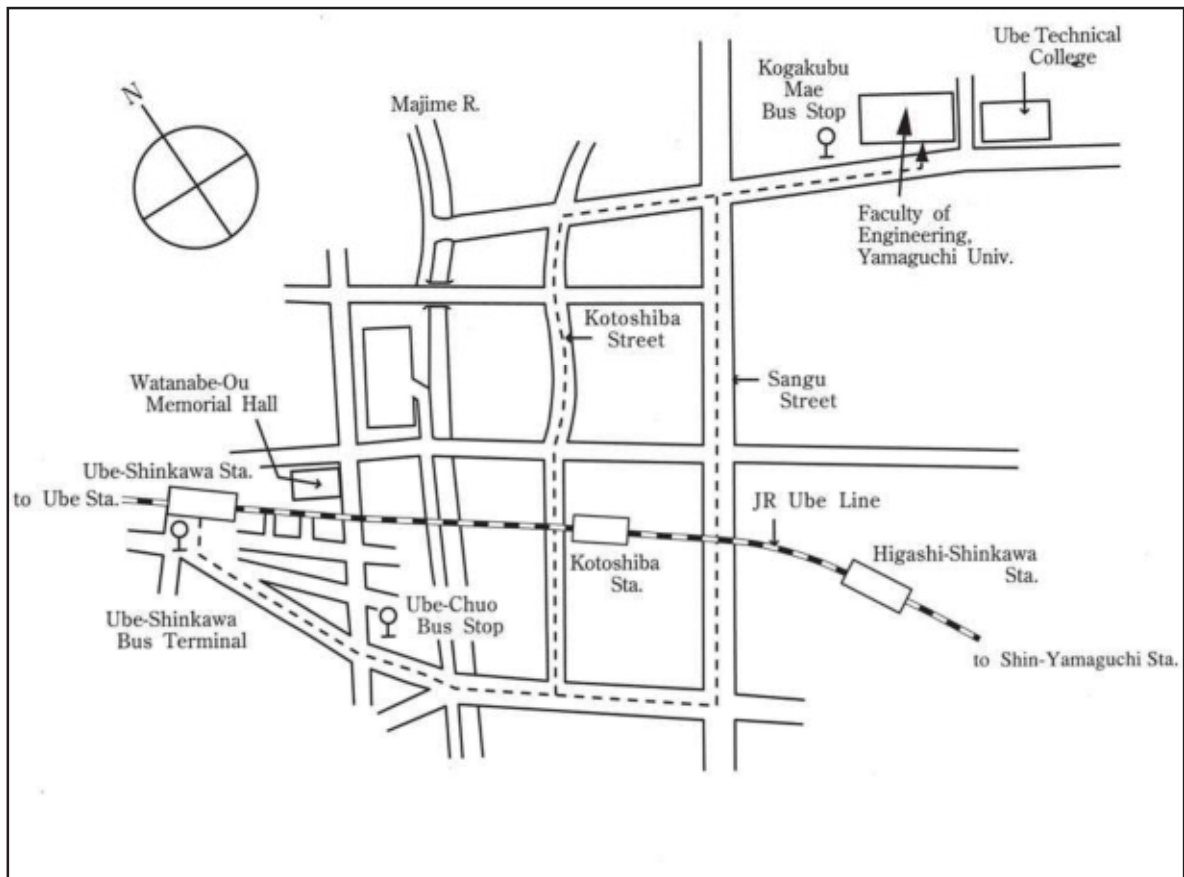 Ube Technical
College
Kogakubu
Mae
Bus Stop
N
Majime R.
Faculty of
Engineering,
Yamaguchi Univ.
Kotoshiba
Street
Sangu
Street
Watanabe-Ou
Memorial Hall
Ube-Shinkawa Sta.
to Ube Sta.
JR Ube Line
Higashi-Shinkawa
Sta.
Kotoshiba
Sta.
Ube-Shinkawa
Bus Terminal
Ube-Chuo
Bus Stop
to Shin-Yamaguchi Sta.